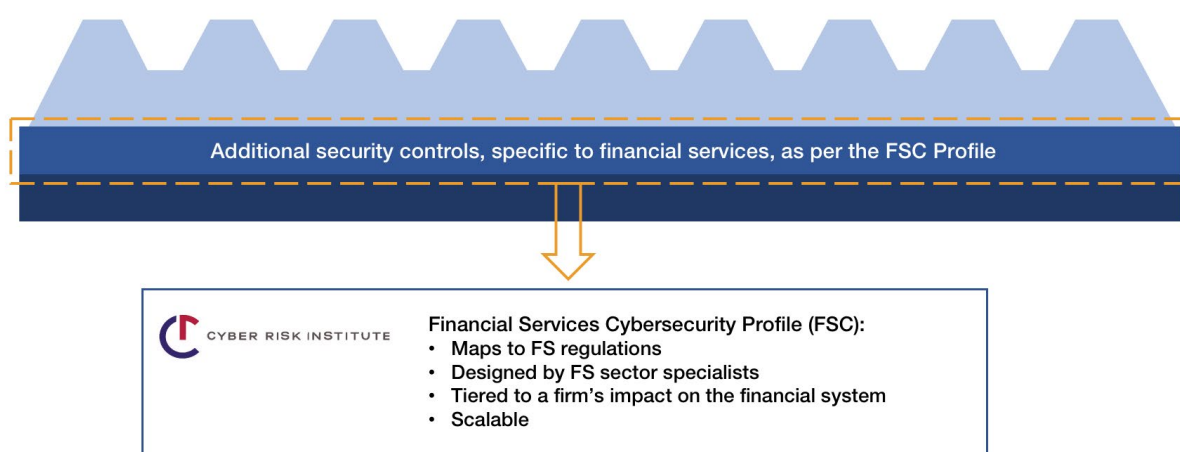 Additional security controls, specific to financial services, as per the FSC Profile
CYBER RISK INSTITUTE
Financial Services Cybersecurity Profile (FSC):
• Maps to FS regulations
• Designed by FS sector specialists
• Tiered to a firm's impact on the financial system
• Scalable